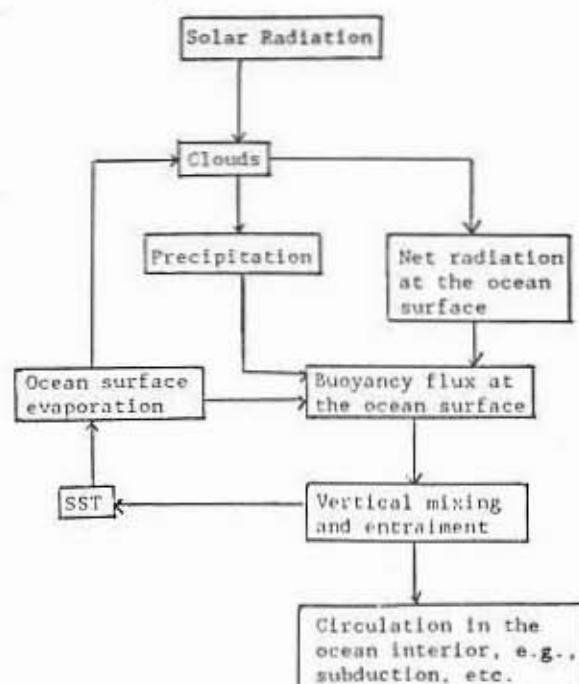 Solar Radiation
Clouds
Precipitation
Net radiation
at the ocean
surface
Ocean surface
evaporation
Buoyancy flux at
the ocean surface
SST
Vertical mixing
and entraiment
Circulation in the
ocean interior, e.g.,
subduction, etc.